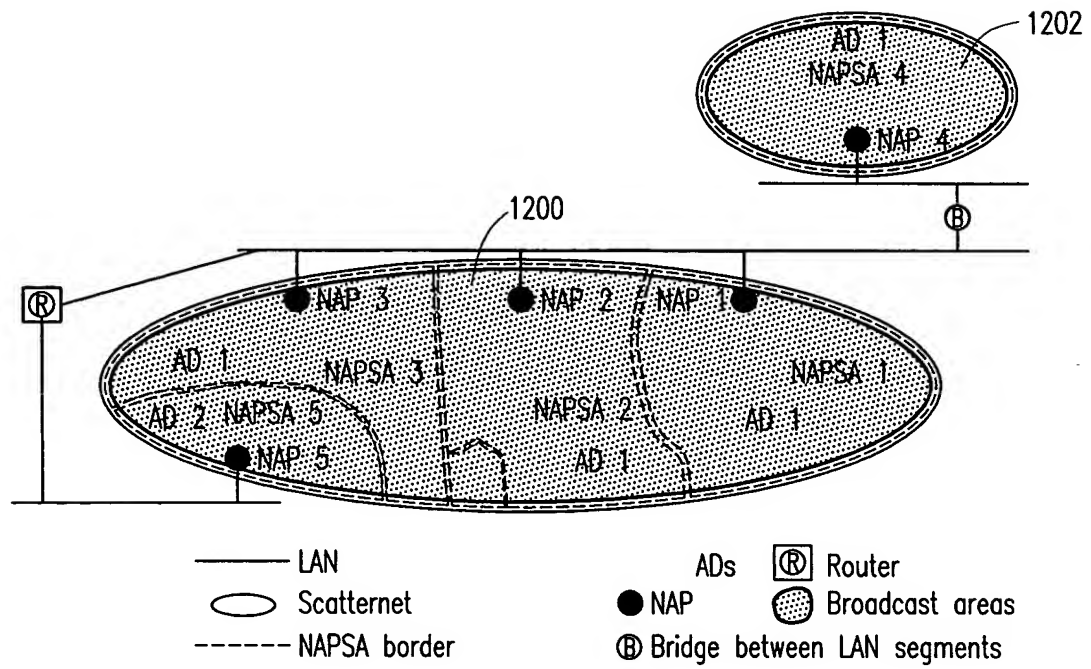 1202
AD 1
NAPSA 4
NAP 4
B
1200
R
NAP 3
NAP 2
NAP 1
AD 1
NAPSA 3
NAPSA 1
AD 2
NAPSA 5
NAPSA 2
AD 1
NAP 5
AD 1
LAN
ADs
R Router
Scatternet
NAP
Broadcast areas
NAPSA border
B Bridge between LAN segments